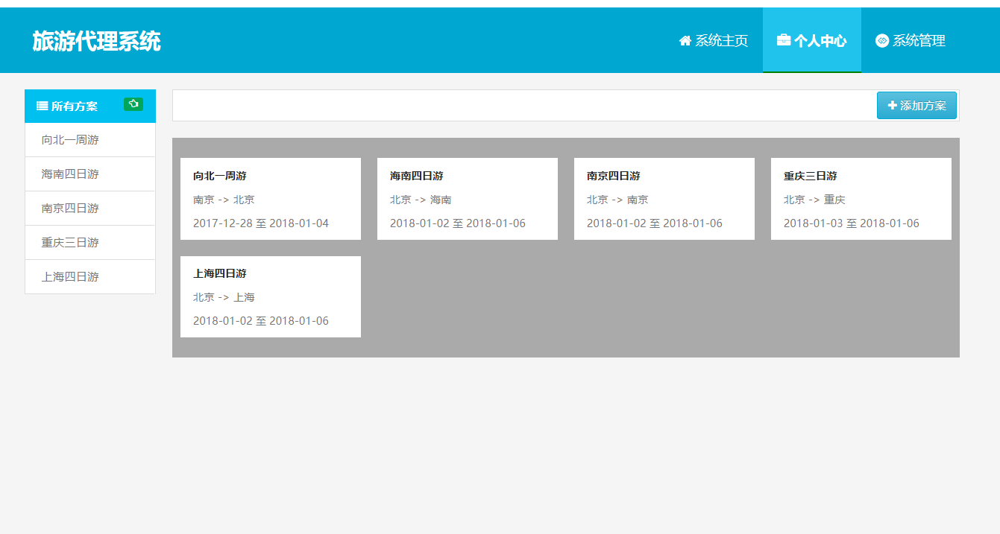 旅游代理系统
系统主页
个人中心
系统管理
所有方案
向北一周游
海南四日游
南京四日游
重庆三日游
上海四日游
添加方案
向北一周游
南京 -> 北京
2017-12-28 至 2018-01-04
海南四日游
北京 -> 海南
2018-01-02 至 2018-01-06
南京四日游
北京 -> 南京
2018-01-02 至 2018-01-06
重庆三日游
北京 -> 重庆
2018-01-03 至 2018-01-06
上海四日游
北京 -> 上海
2018-01-02 至 2018-01-06